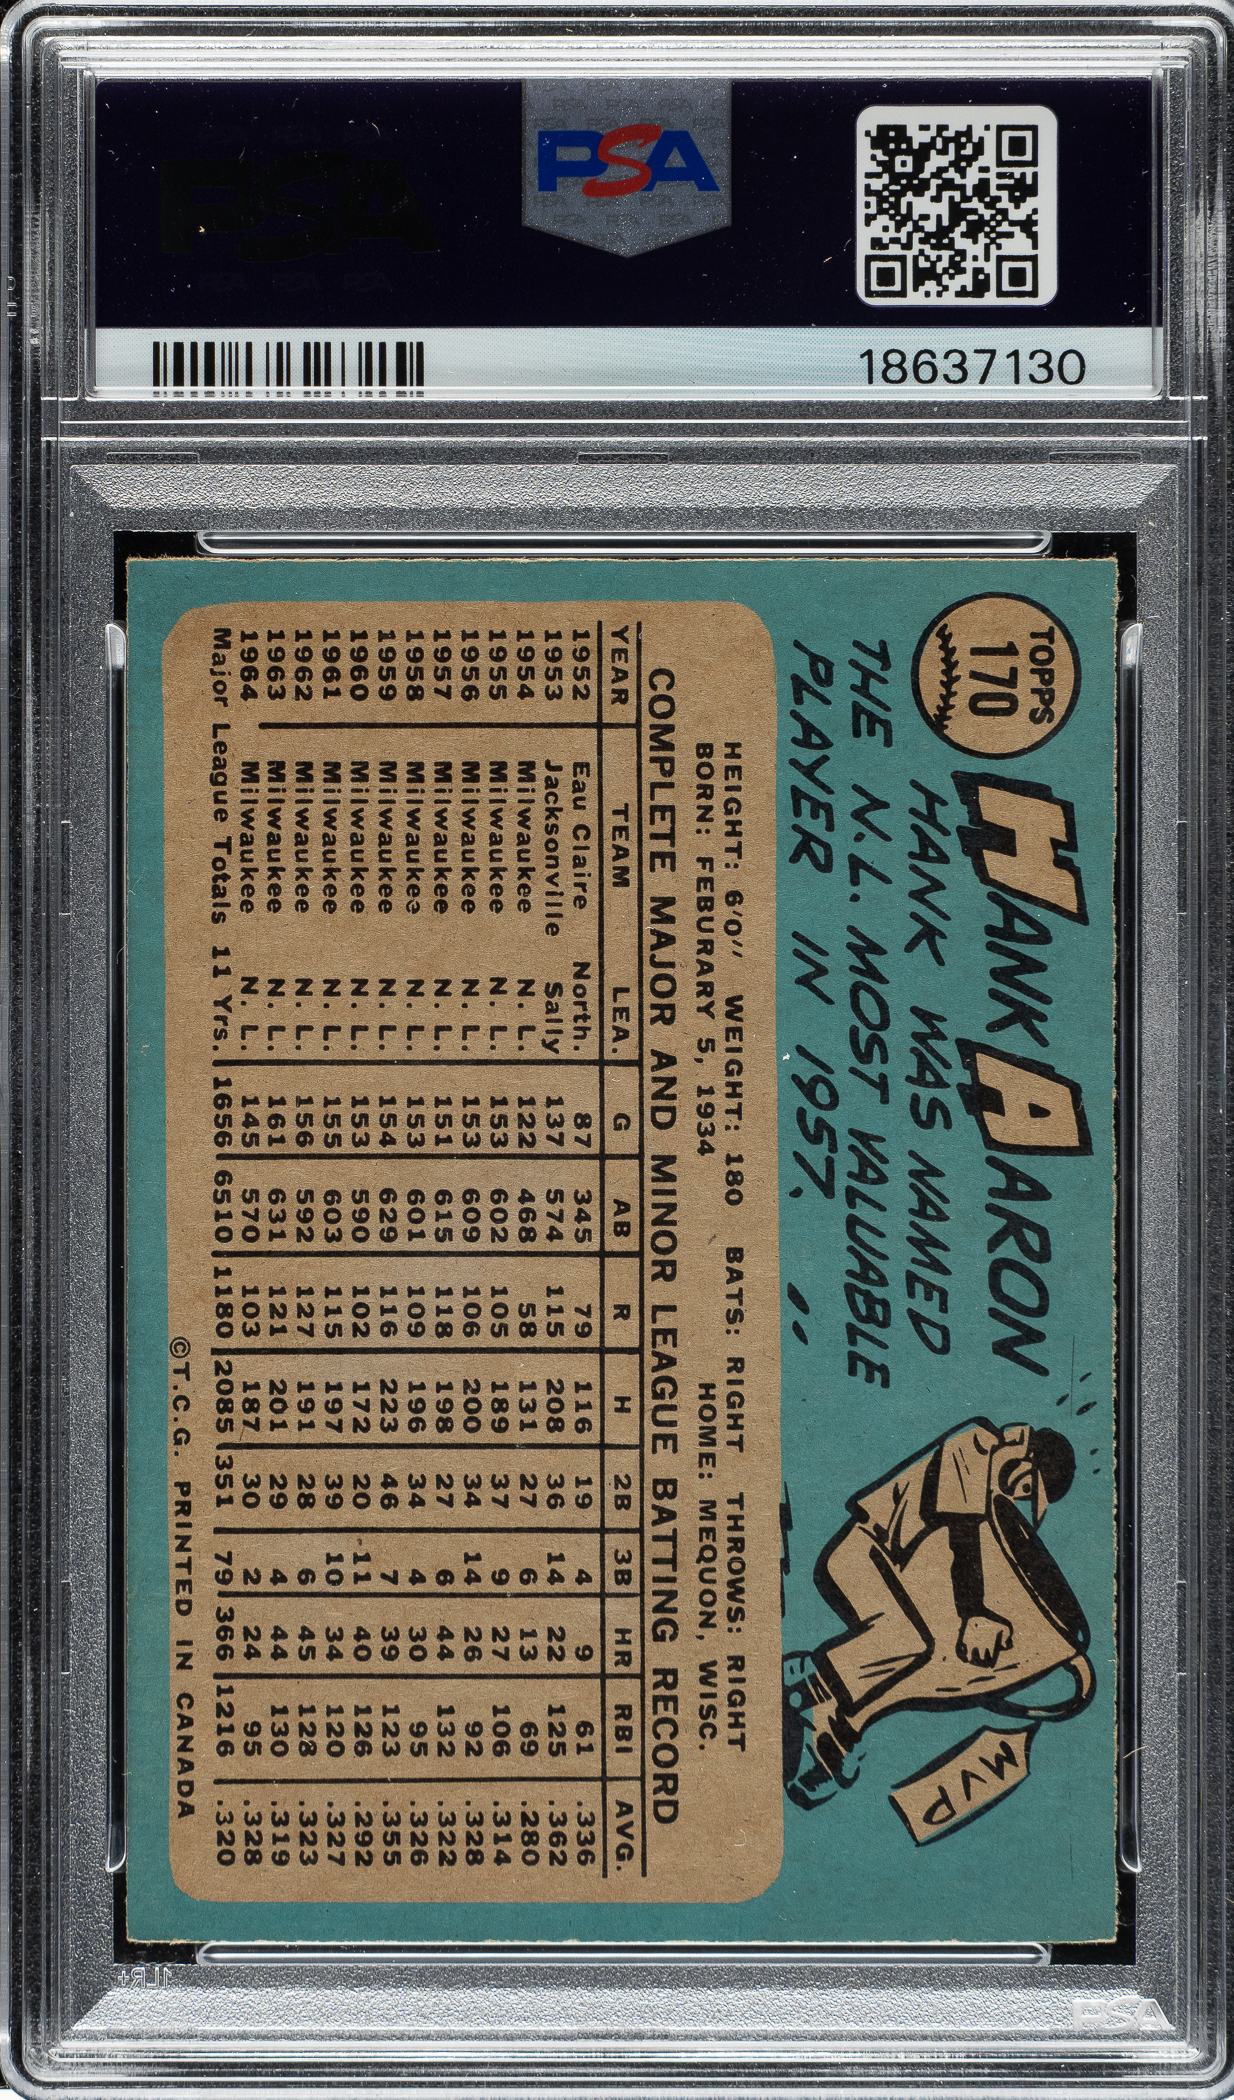 PSA
18637130
TOPPS
170
HANK AARON
HANK WAS NAMED
THE N.L. MOST VALUABLE
PLAYER IN 1957.
MVP
HEIGHT: 6'0" WEIGHT: 180 BATS: RIGHT THROWS: RIGHT
BORN: FEBURARY 5, 1934 HOME: MEQUON, WISC.
COMPLETE MAJOR AND MINOR LEAGUE BATTING RECORD
YEAR TEAM LEA. G AB R H 2B 3B HR RBI AVG.
1952 Eau Claire North. 87 345 79 116 19 4 9 61 .336
1953 Jacksonville Sally 137 574 115 208 36 14 22 125 .362
1954 Milwaukee N. L. 122 468 58 131 27 6 13 69 .280
1955 Milwaukee N. L. 153 602 105 189 37 9 27 106 .314
1956 Milwaukee N. L. 153 609 106 200 34 14 26 92 .328
1957 Milwaukee N. L. 151 615 118 198 27 6 44 132 .322
1958 Milwaukee N. L. 153 601 109 196 34 4 30 95 .326
1959 Milwaukee N. L. 154 629 116 223 46 7 39 123 .355
1960 Milwaukee N. L. 153 590 102 172 20 11 40 126 .292
1961 Milwaukee N. L. 155 603 115 197 39 10 34 120 .327
1962 Milwaukee N. L. 156 592 127 191 28 6 45 128 .323
1963 Milwaukee N. L. 161 631 121 201 29 4 44 130 .319
1964 Milwaukee N. L. 145 570 103 187 30 2 24 95 .328
Major League Totals 11 Yrs. 1656 6510 1180 2085 351 79 366 1216 .320
©T.C.G. PRINTED IN CANADA
1LR+
PSA